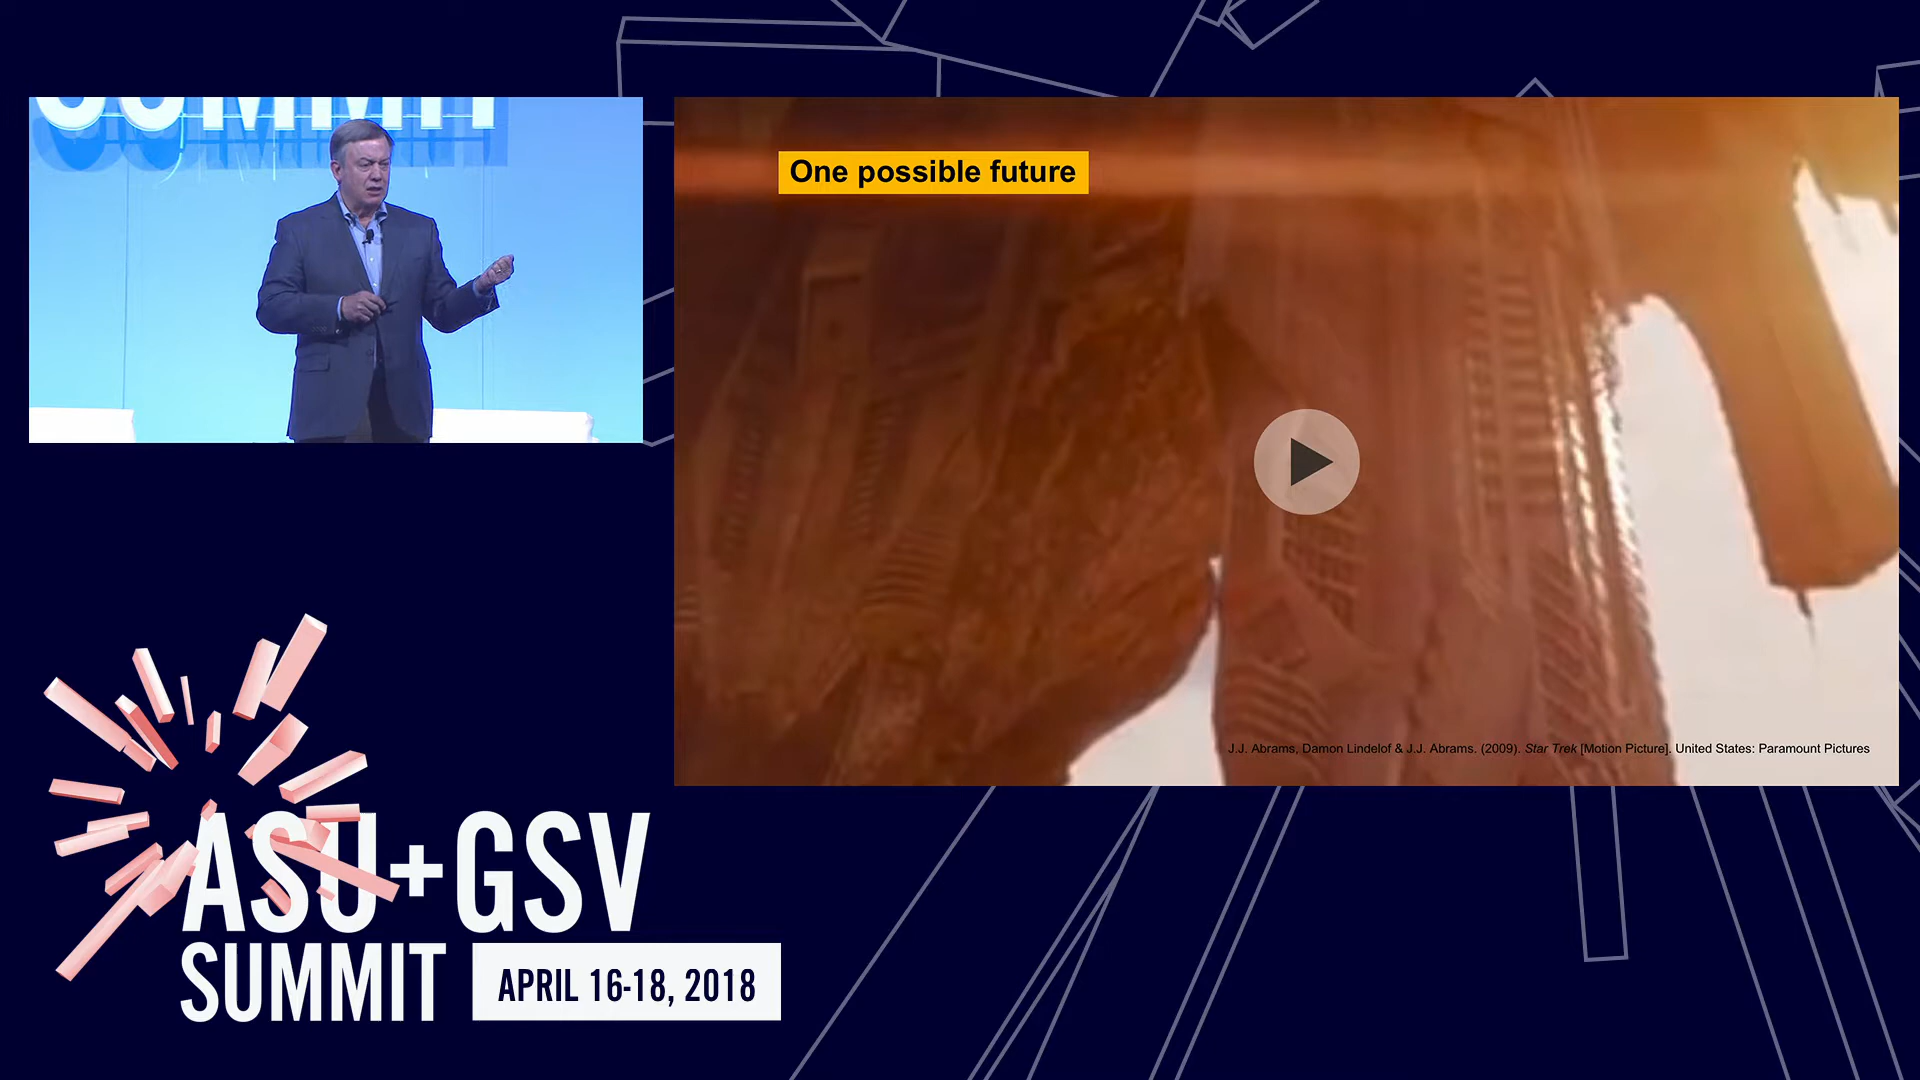 SUMMIT
One possible future
J.J. Abrams, Damon Lindelof & J.J. Abrams. (2009). Star Trek [Motion Picture]. United States: Paramount Pictures
ASU+GSV
SUMMIT
APRIL 16-18, 2018